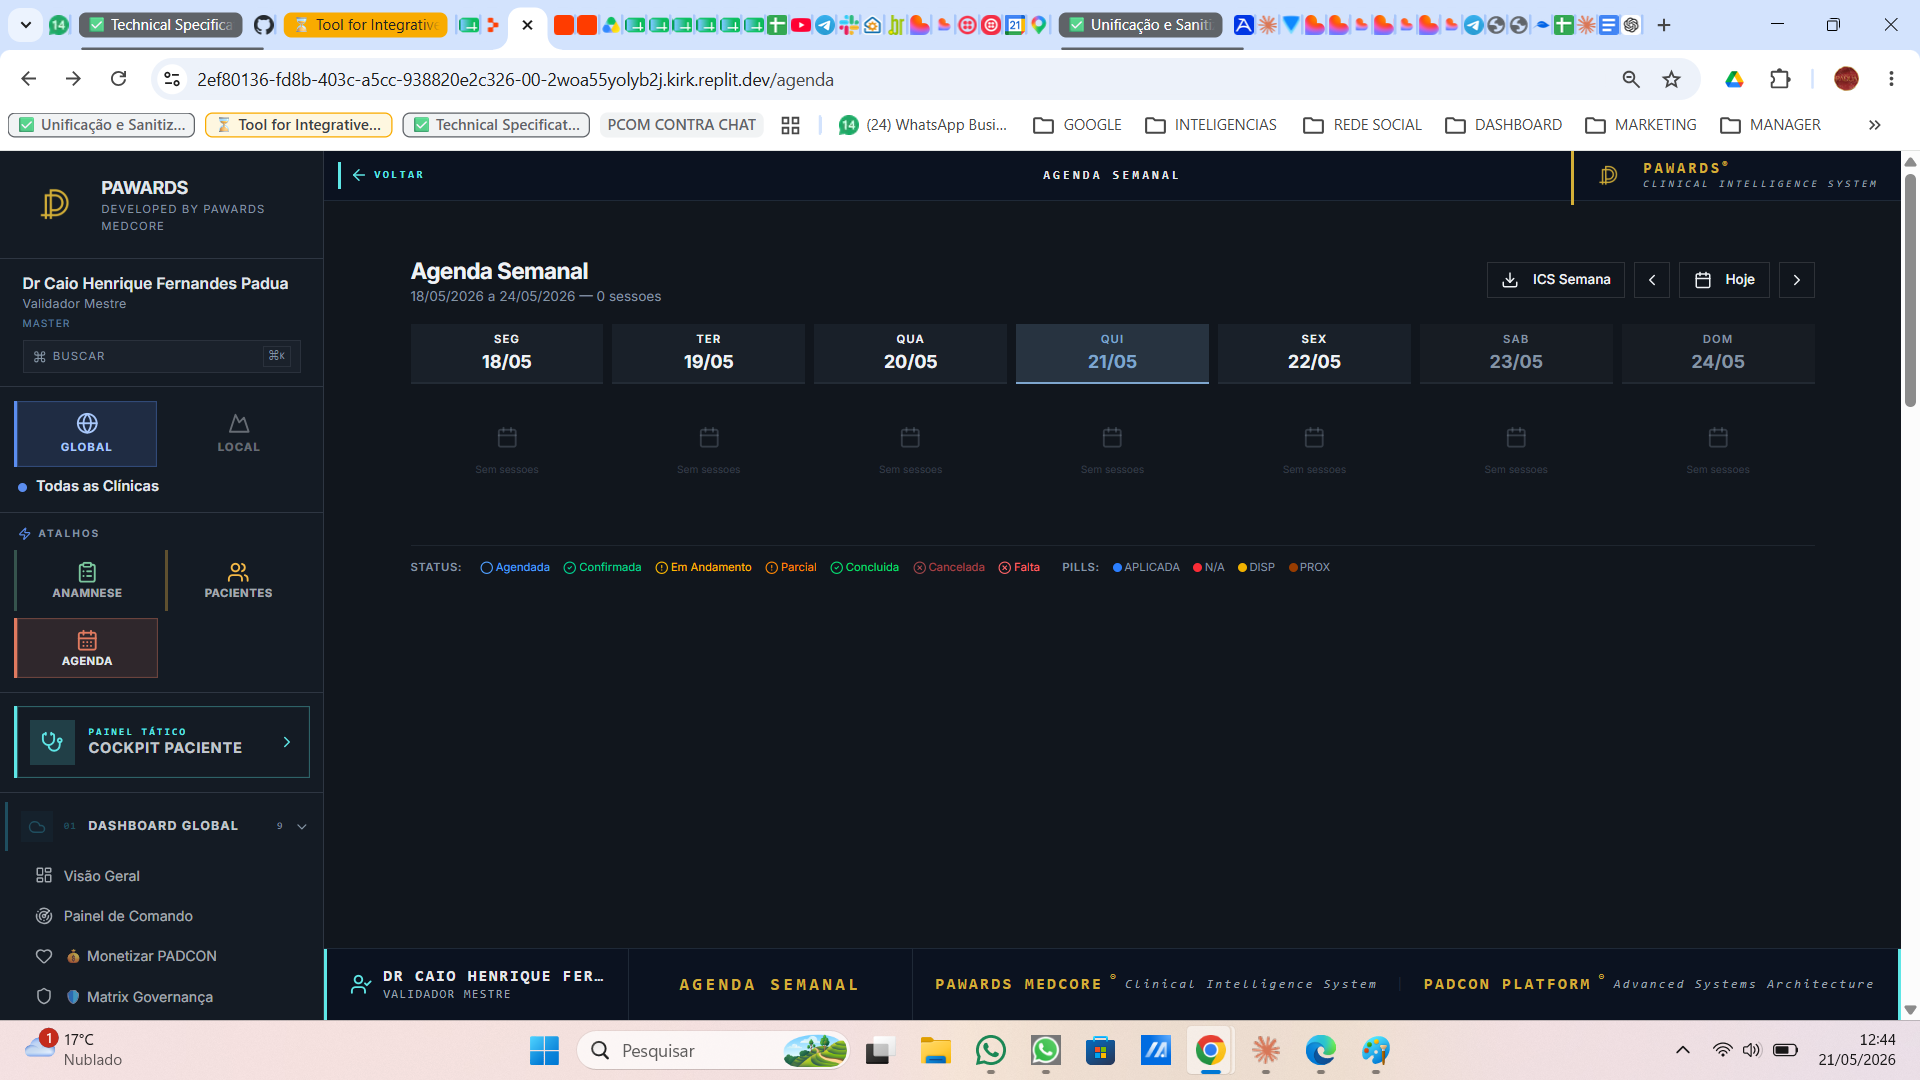 14
Technical Specifica
Tool for Integrative
21
Unificação e Saniti
2ef80136-fd8b-403c-a5cc-938820e2c326-00-2woa55yolyb2j.kirk.replit.dev/agenda
Unificação e Sanitiz...
Tool for Integrative...
Technical Specificat...
PCOM CONTRA CHAT
14
(24) WhatsApp Busi...
GOOGLE
INTELIGENCIAS
REDE SOCIAL
DASHBOARD
MARKETING
MANAGER
»
PAWARDS
DEVELOPED BY PAWARDS
MEDCORE
VOLTAR
AGENDA SEMANAL
PAWARDS®
CLINICAL INTELLIGENCE SYSTEM
Dr Caio Henrique Fernandes Padua
Validador Mestre
MASTER
⌘ BUSCAR
⌘K
GLOBAL
LOCAL
Todas as Clínicas
ATALHOS
ANAMNESE
PACIENTES
AGENDA
PAINEL TÁTICO
COCKPIT PACIENTE
01 DASHBOARD GLOBAL 9
Visão Geral
Painel de Comando
Monetizar PADCON
Matrix Governança
Agenda Semanal
18/05/2026 a 24/05/2026 — 0 sessoes
ICS Semana
Hoje
SEG
18/05
TER
19/05
QUA
20/05
QUI
21/05
SEX
22/05
SAB
23/05
DOM
24/05
Sem sessoes
Sem sessoes
Sem sessoes
Sem sessoes
Sem sessoes
Sem sessoes
Sem sessoes
STATUS: Agendada Confirmada Em Andamento Parcial Concluida Cancelada Falta PILLS: APLICADA N/A DISP PROX
DR CAIO HENRIQUE FER...
VALIDADOR MESTRE
AGENDA SEMANAL
PAWARDS MEDCORE® Clinical Intelligence System
PADCON PLATFORM® Advanced Systems Architecture
1
17°C
Nublado
Pesquisar
12:44
21/05/2026